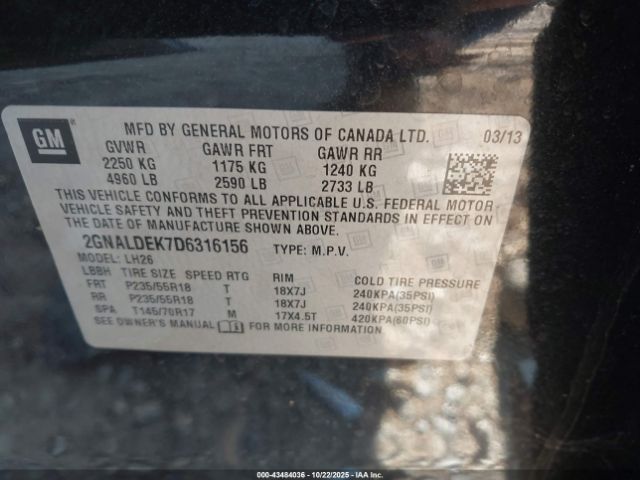 GM
MFD BY GENERAL MOTORS OF CANADA LTD. 03/13
GVWR GAWR FRT GAWR RR
2250 KG 1175 KG 1240 KG
4960 LB 2590 LB 2733 LB
THIS VEHICLE CONFORMS TO ALL APPLICABLE U.S. FEDERAL MOTOR
VEHICLE SAFETY AND THEFT PREVENTION STANDARDS IN EFFECT ON
THE DATE OF MANUFACTURE SHOWN ABOVE.
2GNALDEK7D6316156 TYPE: M.P.V.
MODEL: LH26
LBBH TIRE SIZE SPEED RTG RIM COLD TIRE PRESSURE
FRT P235/55R18 T 18X7J 240KPA(35PSI)
RR P235/55R18 T 18X7J 240KPA(35PSI)
SPA T145/70R17 M 17X4.5T 420KPA(60PSI)
SEE OWNER'S MANUAL FOR MORE INFORMATION
000-43484036 - 10/22/2025 - IAAI.COM